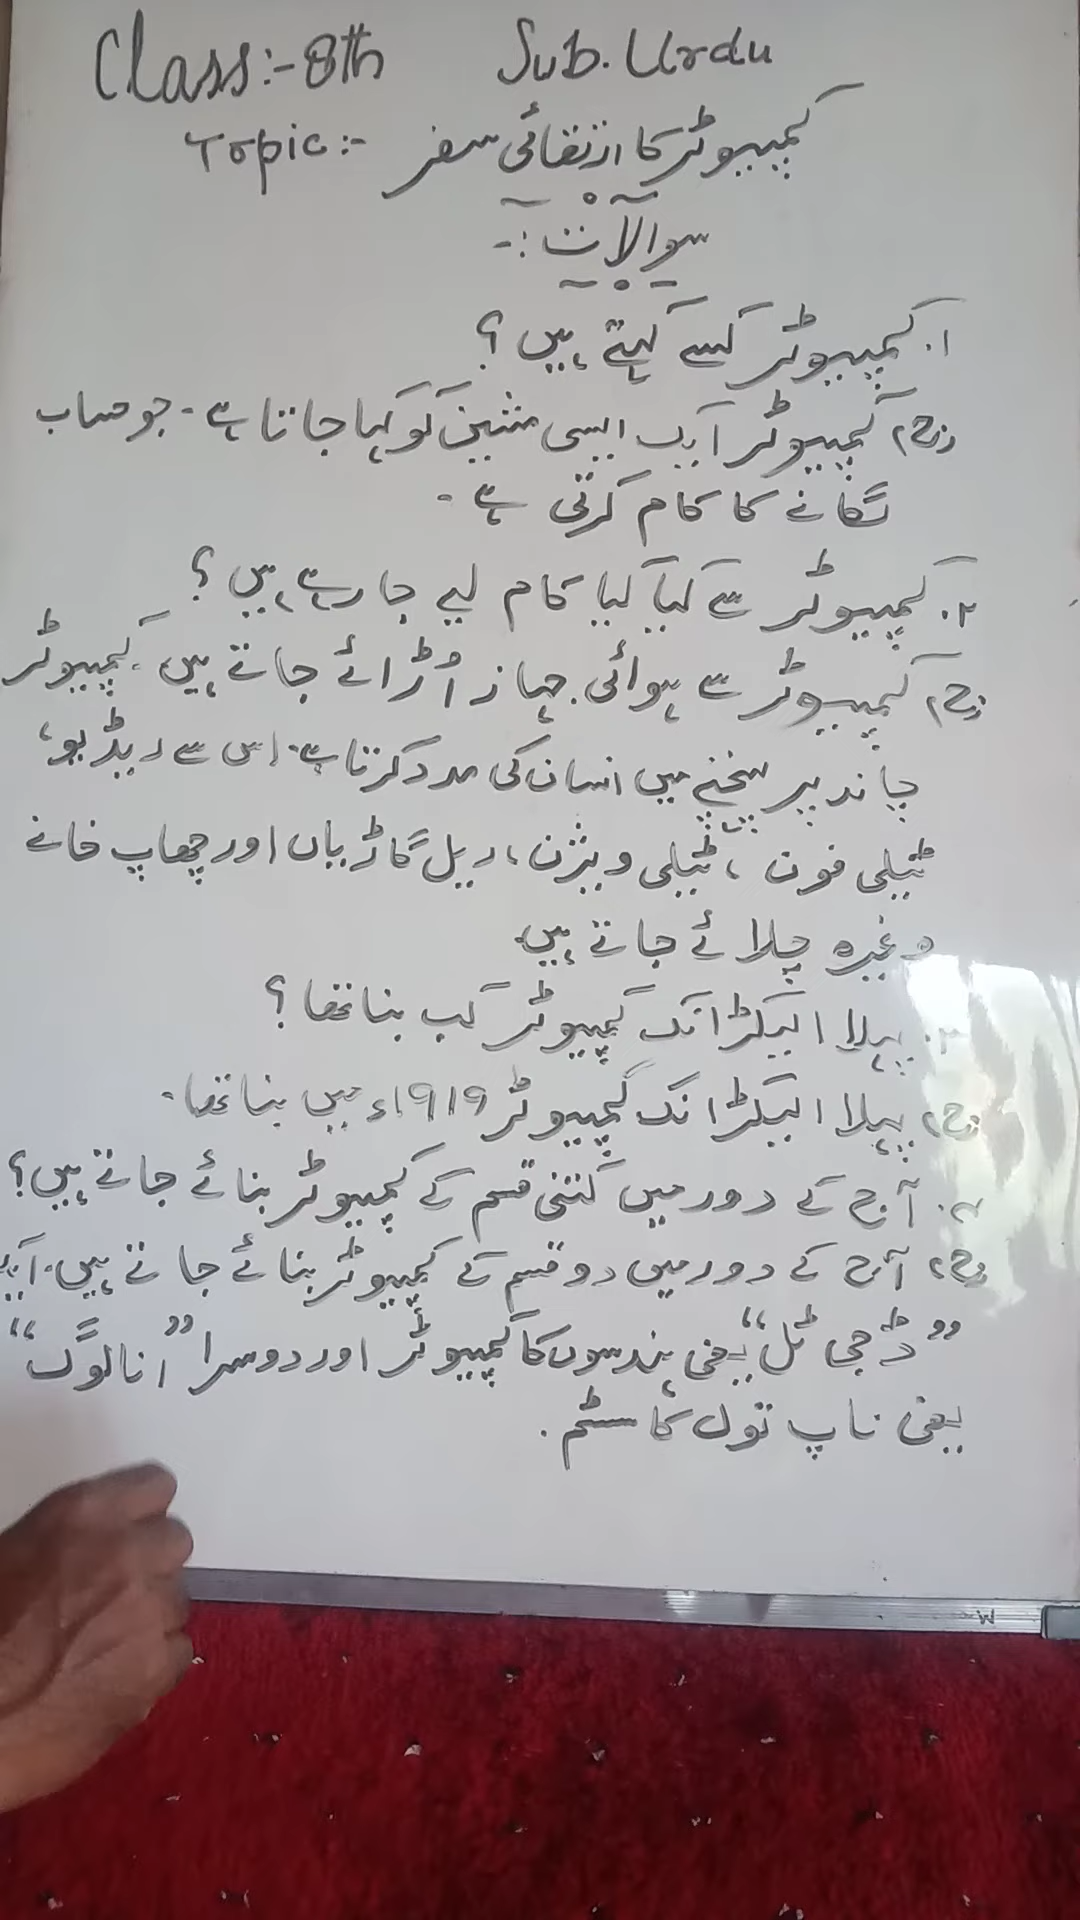 Class:- 8th Sub. Urdu
Topic:- کمپیوٹر کا ارتقائی سفر
سوالات :-
۱. کمپیوٹر کسے کہتے ہیں ؟
ج) کمپیوٹر ایک ایسی مشین کو کہا جاتا ہے - جو حساب
لگانے کا کام کرتی ہے -
۲. کمپیوٹر سے کیا کیا کام لیے جا رہے ہیں ؟
ج) کمپیوٹر سے ہوائی جہاز اُڑائے جاتے ہیں - کمپیوٹر
چاند پر پہنچنے میں انسان کی مدد کرتا ہے - اس سے ریڈیو،
ٹیلی فون ، ٹیلی ویژن ، ریل گاڑیاں اور چھاپ خانے
وغیرہ چلائے جاتے ہیں
۳. پہلا الیکڑانک کمپیوٹر کب بنا تھا ؟
ج) پہلا الیکڑانک کمپیوٹر ۱۹۱۹ء میں بنا تھا -
۴. آج کے دور میں کتنی قسم کے کمپیوٹر بنائے جاتے ہیں ؟
ج) آج کے دور میں دو قسم کے کمپیوٹر بنائے جاتے ہیں - ایک
”ڈجی ٹل“ یعنی ہندسوں کا کمپیوٹر اور دوسرا ”انالوگ“
یعنی ناپ تول کا سسٹم .
W